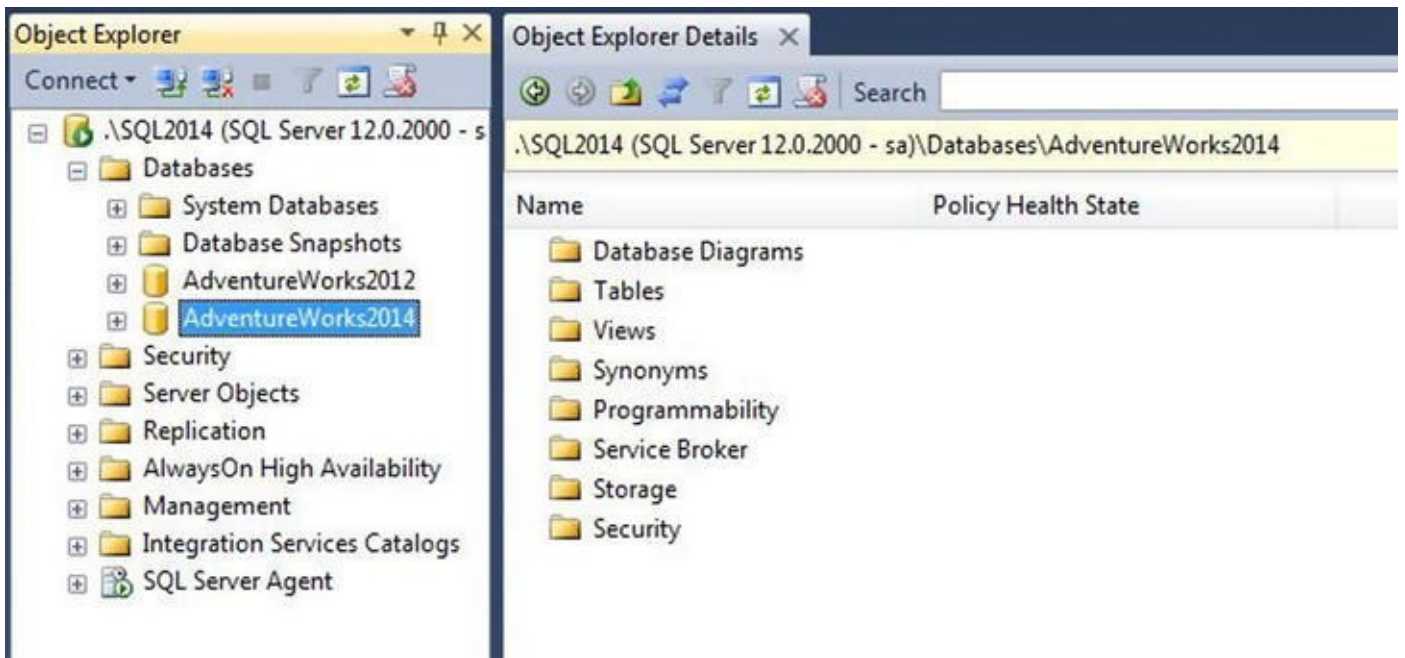 Object Explorer
Connect
.\SQL2014 (SQL Server 12.0.2000 - s
Databases
System Databases
Database Snapshots
AdventureWorks2012
AdventureWorks2014
Security
Server Objects
Replication
AlwaysOn High Availability
Management
Integration Services Catalogs
SQL Server Agent
Object Explorer Details
Search
.\SQL2014 (SQL Server 12.0.2000 - sa)\Databases\AdventureWorks2014
Name Policy Health State
Database Diagrams
Tables
Views
Synonyms
Programmability
Service Broker
Storage
Security